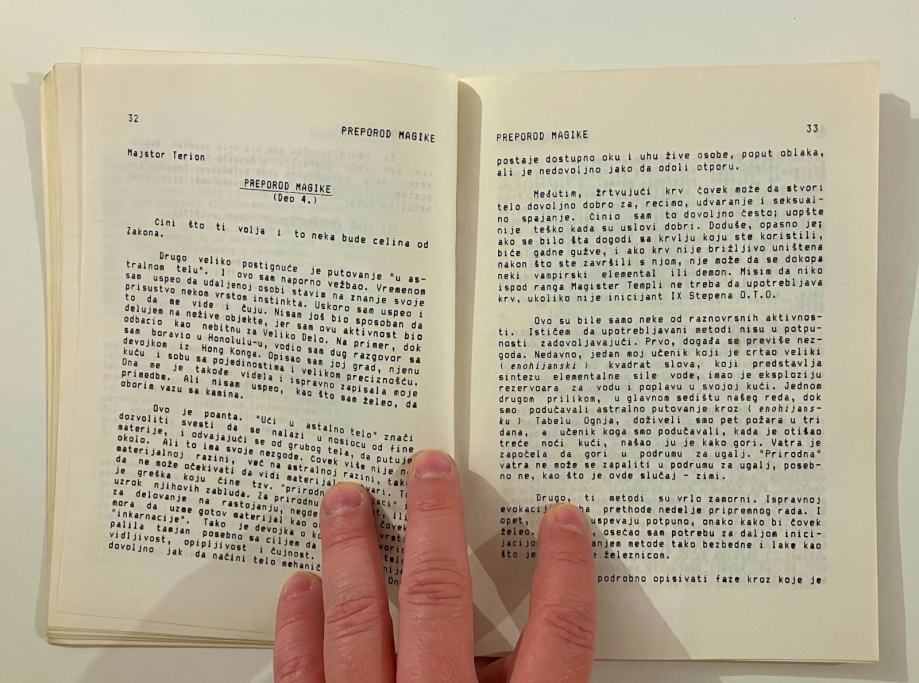 32
PREPOROD MAGIKE
Majstor Terion
PREPOROD MAGIKE
(Deo 4.)
Čini što ti volja i to neka bude celina od
Zakona.
Drugo veliko postignuće je putovanje "u as-
tralnom telu". I ovo sam naporno vežbao. Vremenom
sam uspeo da udaljenoj osobi stavim na znanje svoje
prisustvo nekom vrstom instinkta. Uskoro sam uspeo i
to da me vide i čuju. Nisam još bio sposoban da
delujem na nežive objekte, jer sam ovu aktivnost bio
odbacio kao nebitnu za Veliko Delo. Na primer, dok
sam boravio u Honolulu-u, vodio sam dug razgovor sa
devojkom iz Hong Konga. Opisao sam joj grad, njenu
kuću i sobu sa pojedinostima i velikom preciznošću.
Ona me je takođe videla i ispravno zapisala moje
primedbe. Ali nisam uspeo, kao što sam želeo, da
oborim vazu sa kamina.
Ovo je poanta. "Ući u astalno telo" znači
dozvoliti svesti da se nalazi u nosiocu od fine
materije, i odvajajući se od grubog tela, da putuje
okolo. Ali to ima svoje nezgode. Čovek više nije
materijalnoj razini, već na astralnoj razini,
da ne može očekivati da vidi
je greška koju čine tzv.
uzrok njihovih zabluda. Za
za delovanje na rastojanju, negde
mora da uzme gotov materijal kao
"inkarnacije". Tako je devojka o
palila tamjan posebno sa ciljem da
vidljivost, opipljivost i čujnost.
dovoljno jak da načini telo
PREPOROD MAGIKE
33
postaje dostupno oku i uhu žive osobe, poput oblaka,
ali je nedovoljno jako da odoli otporu.
Međutim, žrtvujući krv čovek može da stvori
telo dovoljno dobro za, recimo, udvaranje i seksual-
no spajanje. Činio sam to dovoljno često; uopšte
nije teško kada su uslovi dobri. Doduše, opasno je;
ako se bilo šta dogodi sa krvlju koju ste koristili,
biće gadne gužve, i ako krv nije brižljivo uništena
nakon što ste završili s njom, nje može da se dokopa
neki vampirski elemental ili demon. Misim da niko
ispod ranga Magister Templi ne treba da upotrebljava
krv, ukoliko nije inicijant IX Stepena O.T.O.
Ovo su bile samo neke od raznovrsnih aktivnos-
ti. Ističem da upotrebljavani metodi nisu u potpu-
nosti zadovoljavajući. Prvo, događa se previše nez-
goda. Nedavno, jedan moj učenik koji je crtao veliki
( enohijanski ) kvadrat slova, koji predstavlja
sintezu elementalne sile vode, imao je eksploziju
rezervoara za vodu i poplavu u svojoj kući. Jednom
drugom prilikom, u glavnom sedištu našeg reda, dok
smo podučavali astralno putovanje kroz ( enohijans-
ku ) Tabelu Ognja, doživeli smo pet požara u tri
dana, a učenik koga smo podučavali, kada je otišao
treće noći kući, našao ju je kako gori. Vatra je
započela da gori u podrumu za ugalj. "Prirodna"
vatra ne može se zapaliti u podrumu za ugalj, poseb-
no ne, kao što je ovde slučaj - zimi.
Drugo, ti metodi su vrlo zamorni. Ispravnoj
prethode nedelje pripremnog rada. I
opet, uspevaju potpuno, onako kako bi čovek
osećam sam potrebu za daljom inici-
metode tako bezbedne i lake kao
što je železnicom.
podrobno opisivati faze kroz koje je